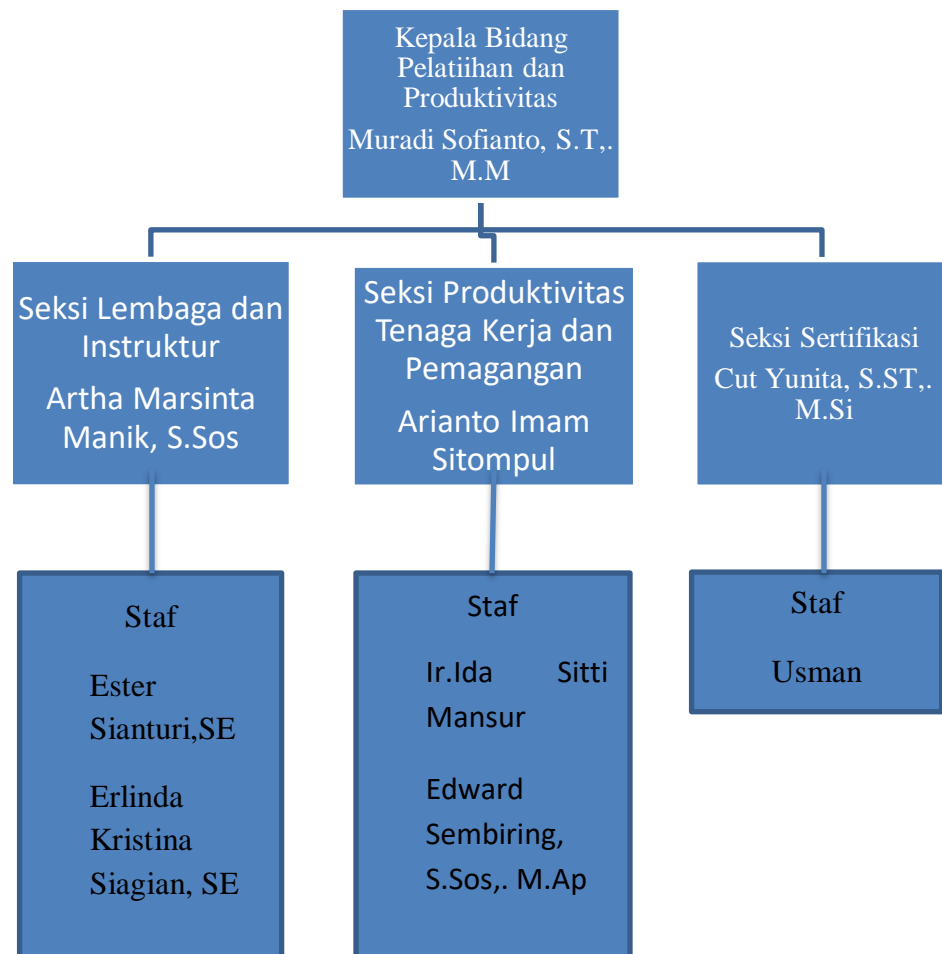 Kepala Bidang
Pelatiihan dan
Produktivitas
Muradi Sofianto, S.T,.
M.M
Seksi Lembaga dan
Instruktur
Artha Marsinta
Manik, S.Sos
Seksi Produktivitas
Tenaga Kerja dan
Pemagangan
Arianto Imam
Sitompul
Seksi Sertifikasi
Cut Yunita, S.ST,.
M.Si
Staf
Ester
Sianturi,SE
Erlinda
Kristina
Siagian, SE
Staf
Ir.Ida Sitti
Mansur
Edward
Sembiring,
S.Sos,. M.Ap
Staf
Usman